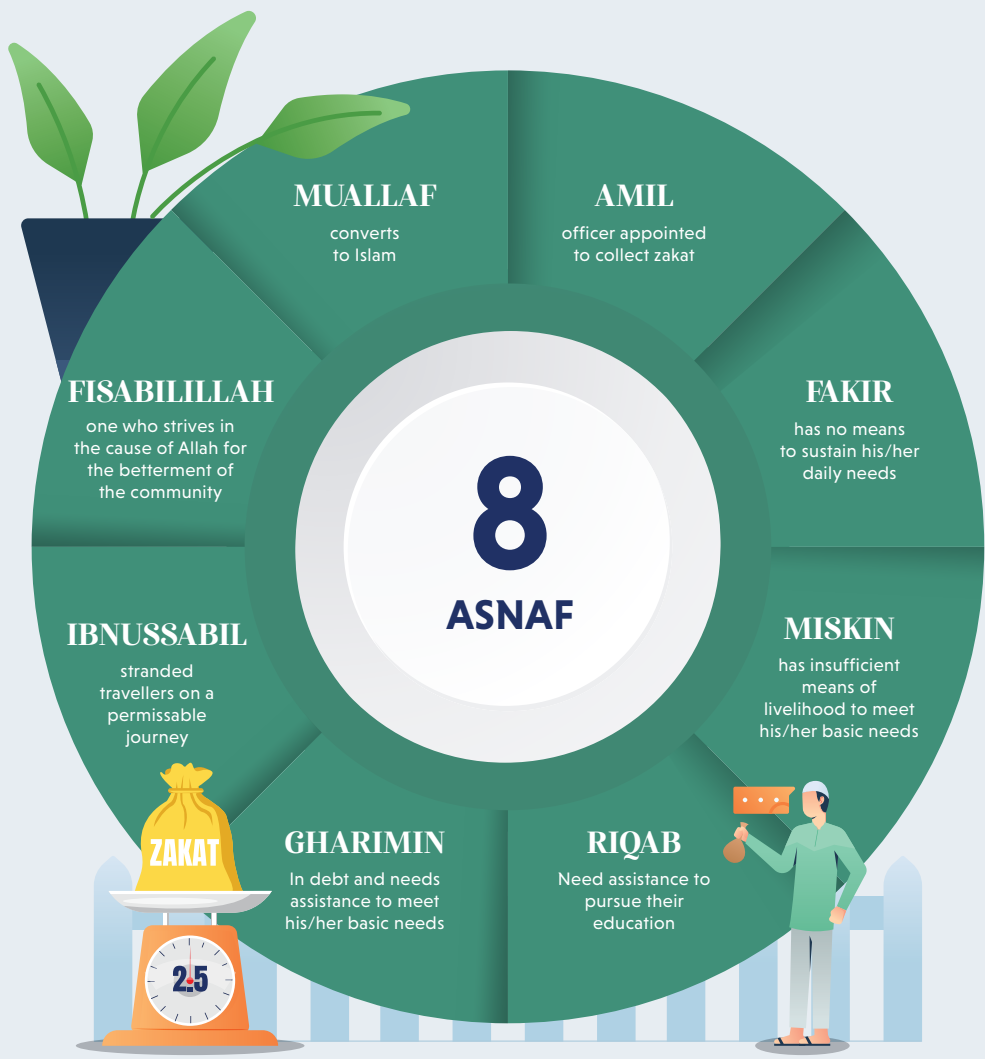 8
ASNAF
AMIL
officer appointed
to collect zakat
FAKIR
has no means
to sustain his/her
daily needs
MISKIN
has insufficient
means of
livelihood to meet
his/her basic needs
RIQAB
Need assistance to
pursue their
education
GHARIMIN
In debt and needs
assistance to meet
his/her basic needs
IBNUSSABIL
stranded
travellers on a
permissable
journey
FISABILILLAH
one who strives in
the cause of Allah for
the betterment of
the community
MUALLAF
converts
to Islam
ZAKAT
2.5